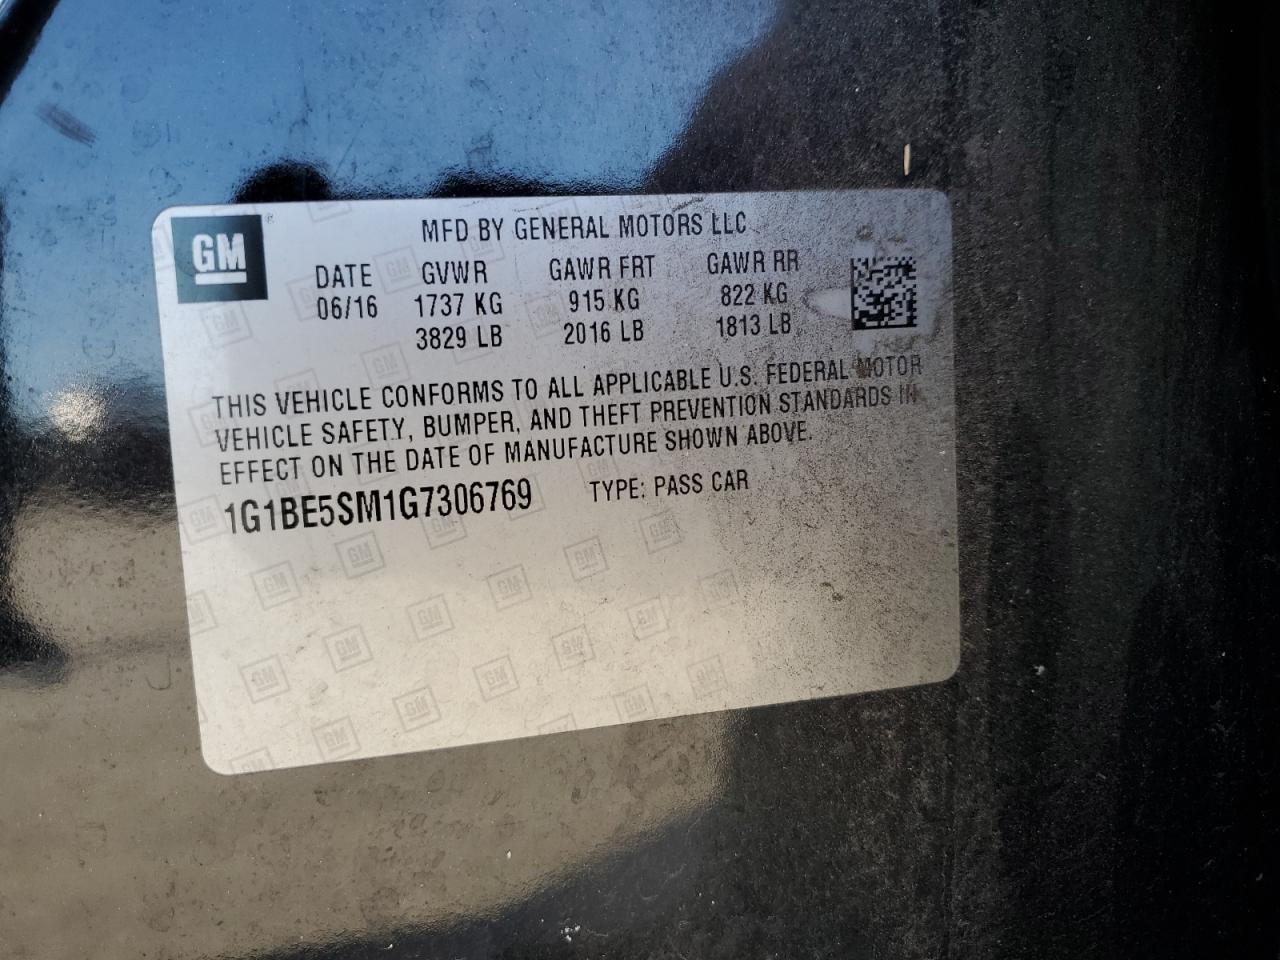 GM
MFD BY GENERAL MOTORS LLC
DATE GVWR GAWR FRT GAWR RR
06/16 1737 KG 915 KG 822 KG
3829 LB 2016 LB 1813 LB
THIS VEHICLE CONFORMS TO ALL APPLICABLE U.S. FEDERAL MOTOR
VEHICLE SAFETY, BUMPER, AND THEFT PREVENTION STANDARDS IN
EFFECT ON THE DATE OF MANUFACTURE SHOWN ABOVE.
1G1BE5SM1G7306769 TYPE: PASS CAR